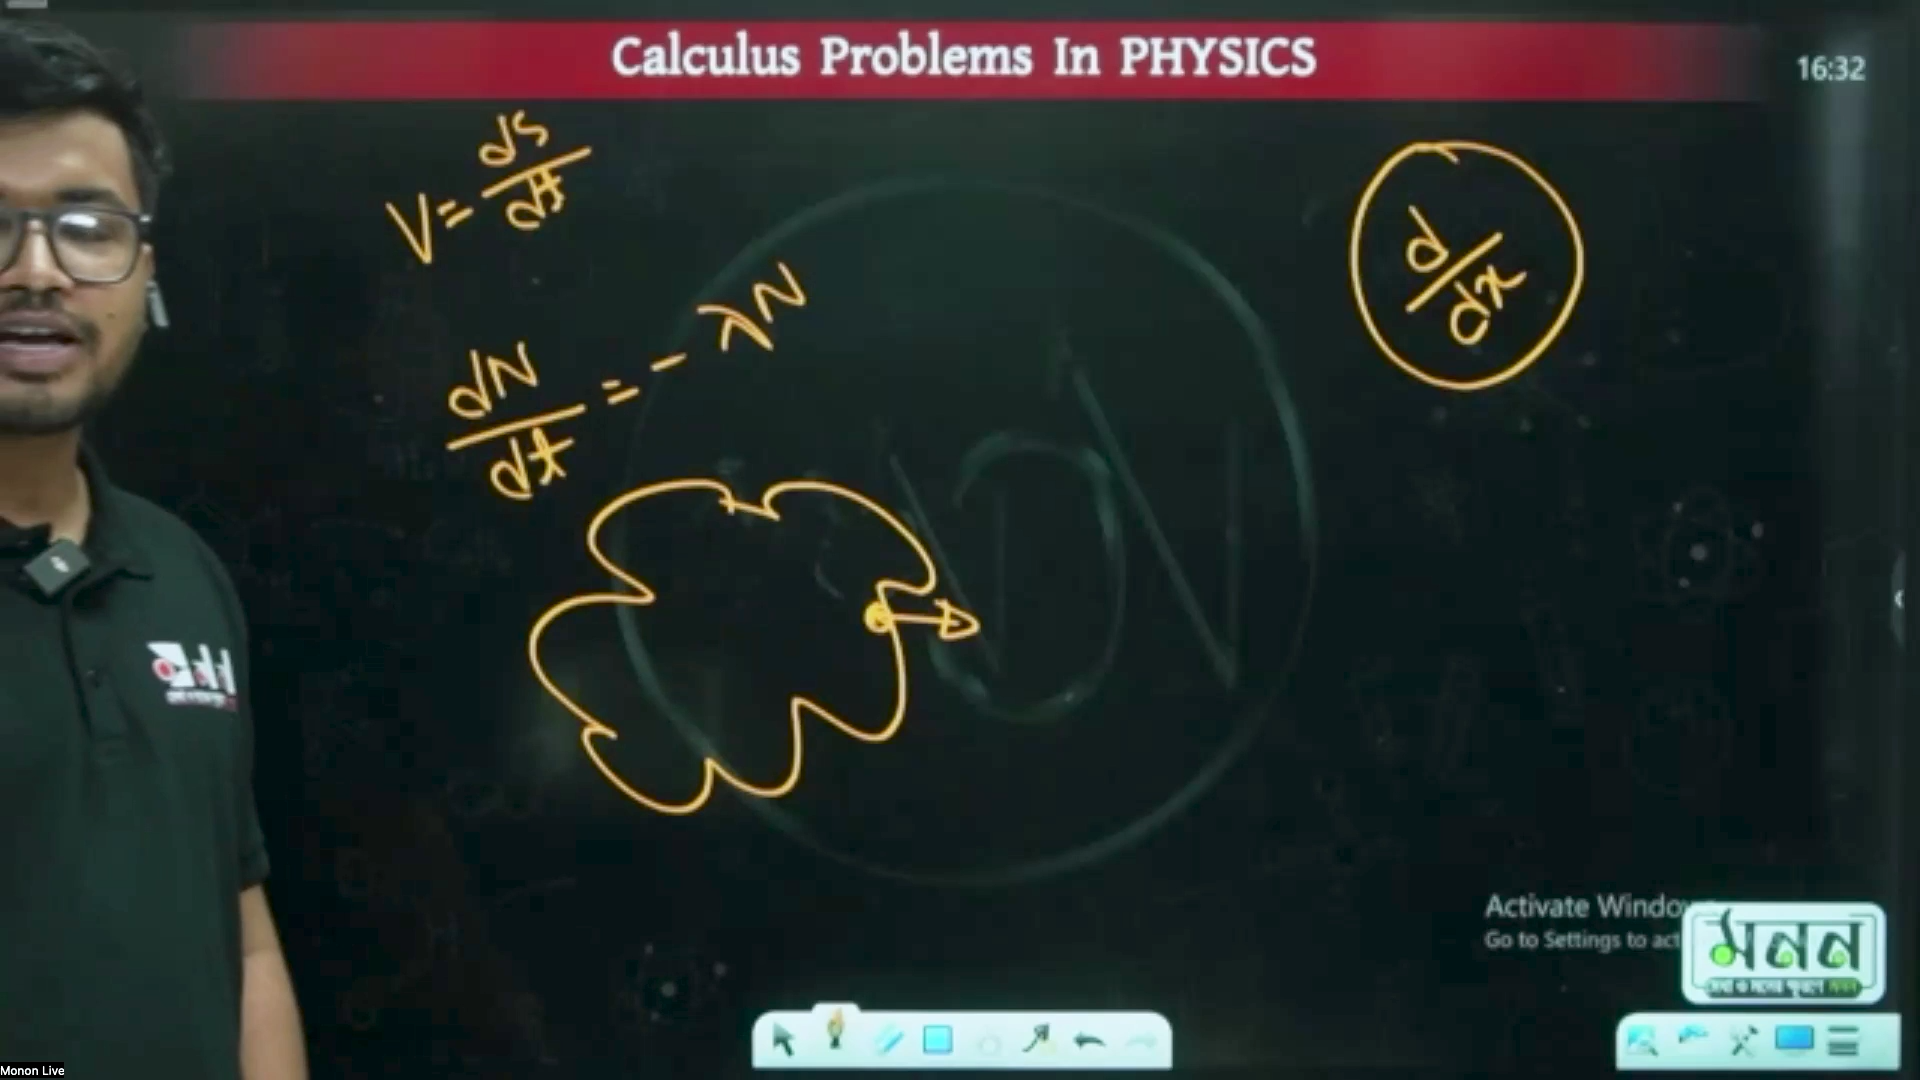 Calculus Problems In PHYSICS
16:32
V = ds/dt
d/dx
dN/dt = - λN
Activate Windo
Go to Settings to act
মনন
Monon Live